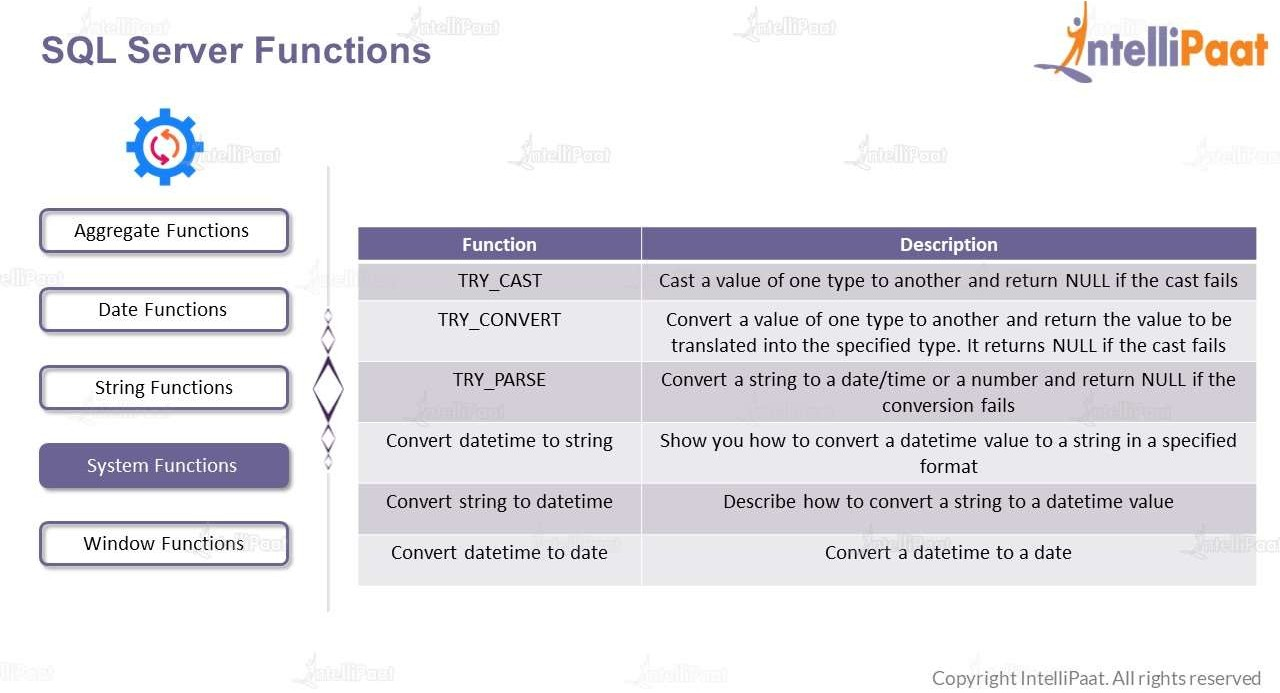 SQL Server Functions
IntelliPaat
Aggregate Functions
Date Functions
String Functions
System Functions
Window Functions
Function Description
TRY_CAST Cast a value of one type to another and return NULL if the cast fails
TRY_CONVERT Convert a value of one type to another and return the value to be
translated into the specified type. It returns NULL if the cast fails
TRY_PARSE Convert a string to a date/time or a number and return NULL if the
conversion fails
Convert datetime to string Show you how to convert a datetime value to a string in a specified
format
Convert string to datetime Describe how to convert a string to a datetime value
Convert datetime to date Convert a datetime to a date
Copyright IntelliPaat. All rights reserved